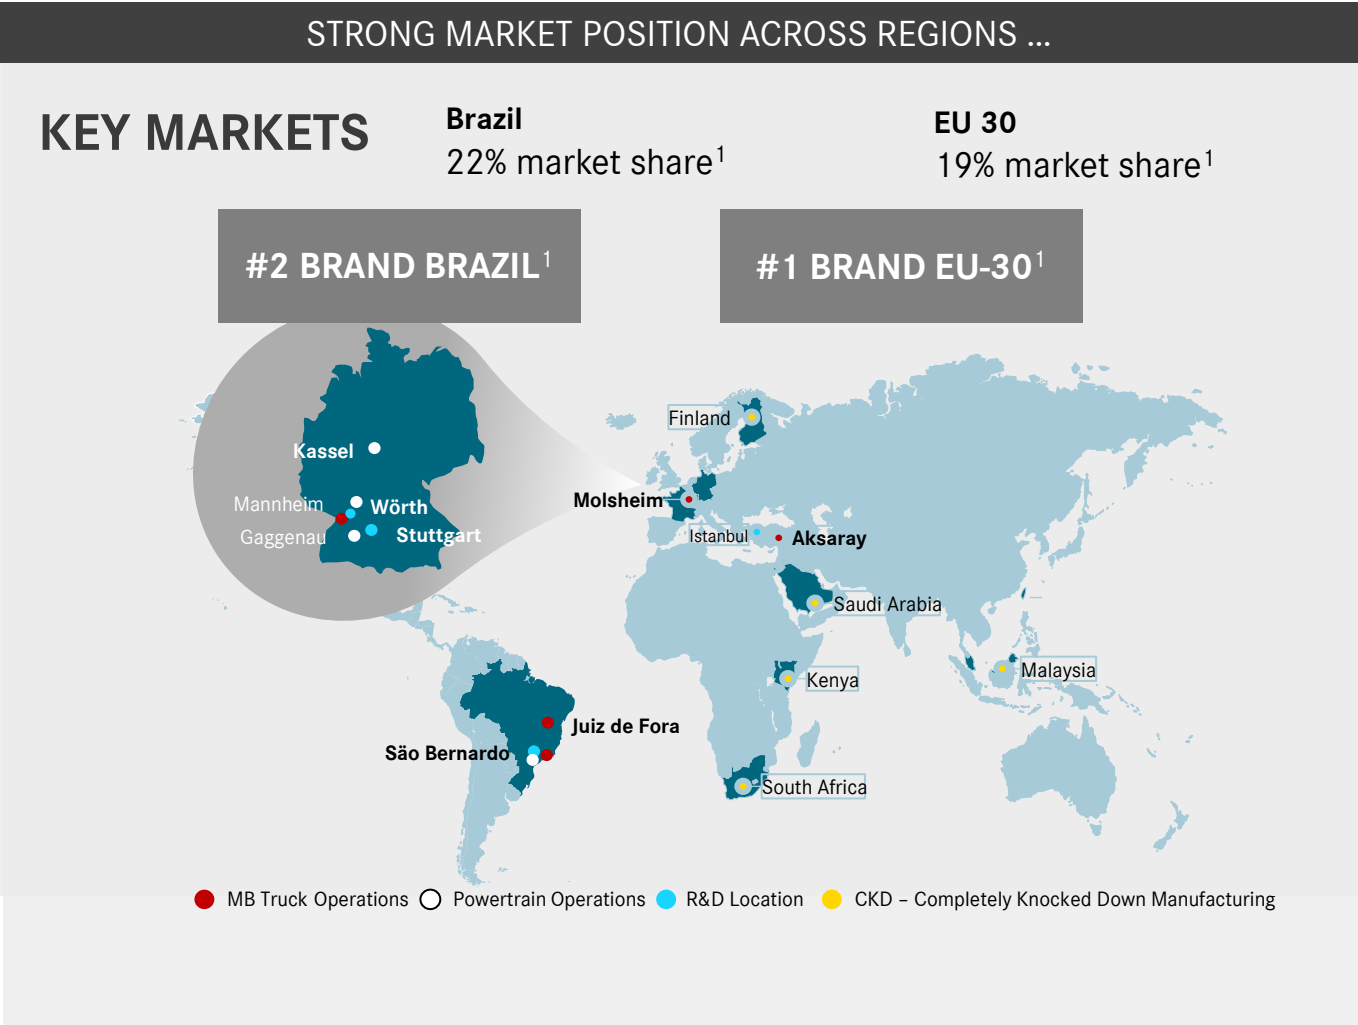 STRONG MARKET POSITION ACROSS REGIONS ...
KEY MARKETS
Brazil
22% market share1
EU 30
19% market share1
#2 BRAND BRAZIL1
#1 BRAND EU-301
Finland
Kassel
Molsheim
Mannheim
Wörth
Gaggenau
Stuttgart
Istanbul
Aksaray
Saudi Arabia
Malaysia
Kenya
Juiz de Fora
Säo Bernardo
South Africa
MB Truck Operations
Powertrain Operations
R&D Location
CKD – Completely Knocked Down Manufacturing